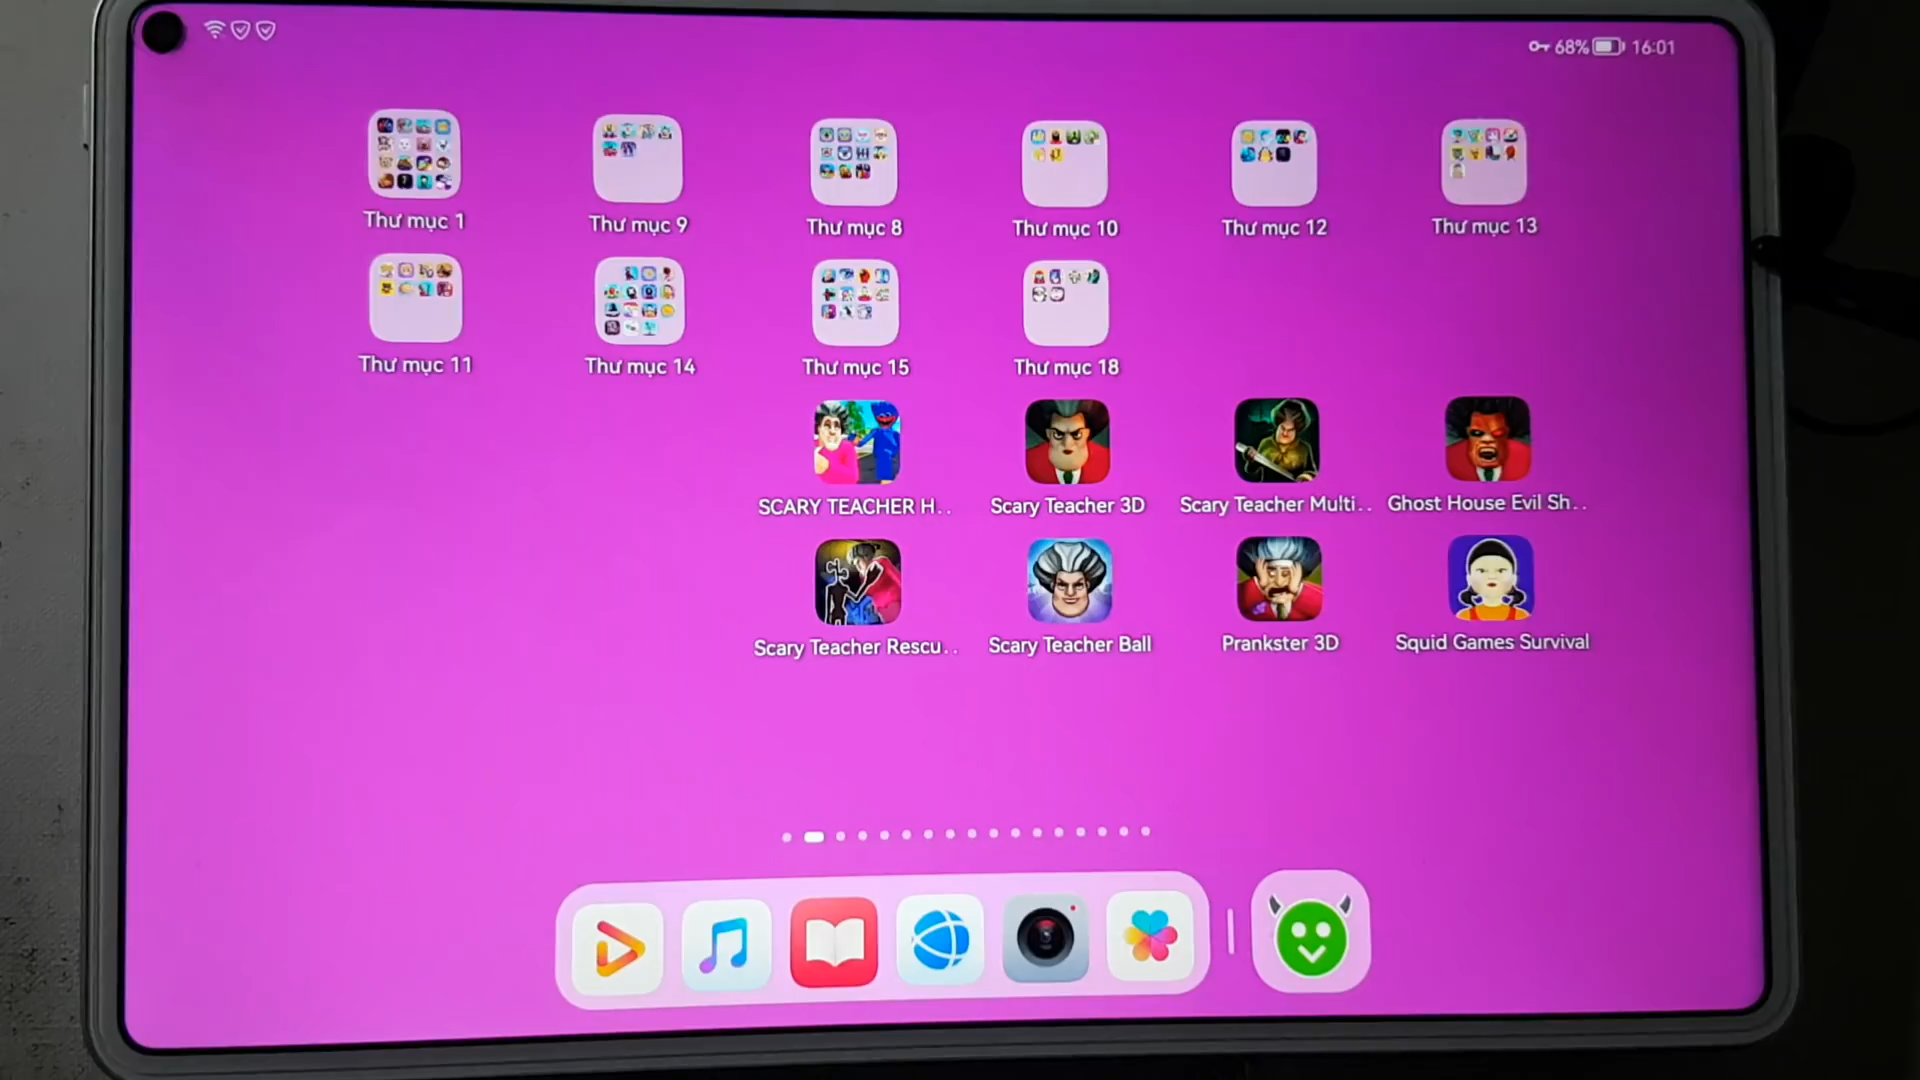 68% 16:01
Thư mục 1
Thư mục 9
Thư mục 8
Thư mục 10
Thư mục 12
Thư mục 13
Thư mục 11
Thư mục 14
Thư mục 15
Thư mục 18
SCARY TEACHER H..
Scary Teacher 3D
Scary Teacher Multi..
Ghost House Evil Sh..
Scary Teacher Rescu..
Scary Teacher Ball
Prankster 3D
Squid Games Survival